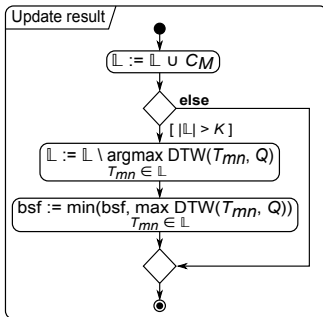 Update result
𝕃 := 𝕃 ∪ C_M
else
[ |𝕃| > K ]
𝕃 := 𝕃 \ argmax DTW(T_mn, Q)
T_mn ∈ 𝕃
bsf := min(bsf, max DTW(T_mn, Q))
T_mn ∈ 𝕃